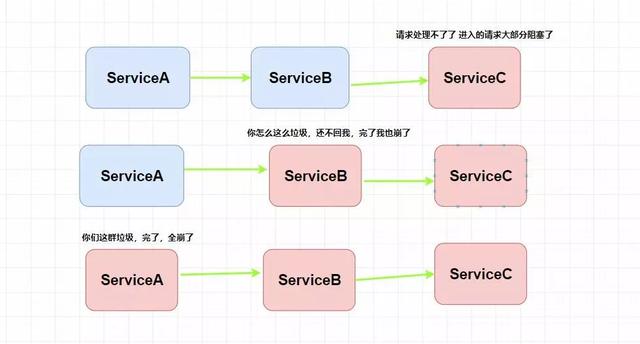 请求处理不了了 进入的请求大部分阻塞了
ServiceA
ServiceB
ServiceC
你怎么这么垃圾，还不回我，完了我也崩了
ServiceA
ServiceB
ServiceC
你们这群垃圾，完了，全崩了
ServiceA
ServiceB
ServiceC